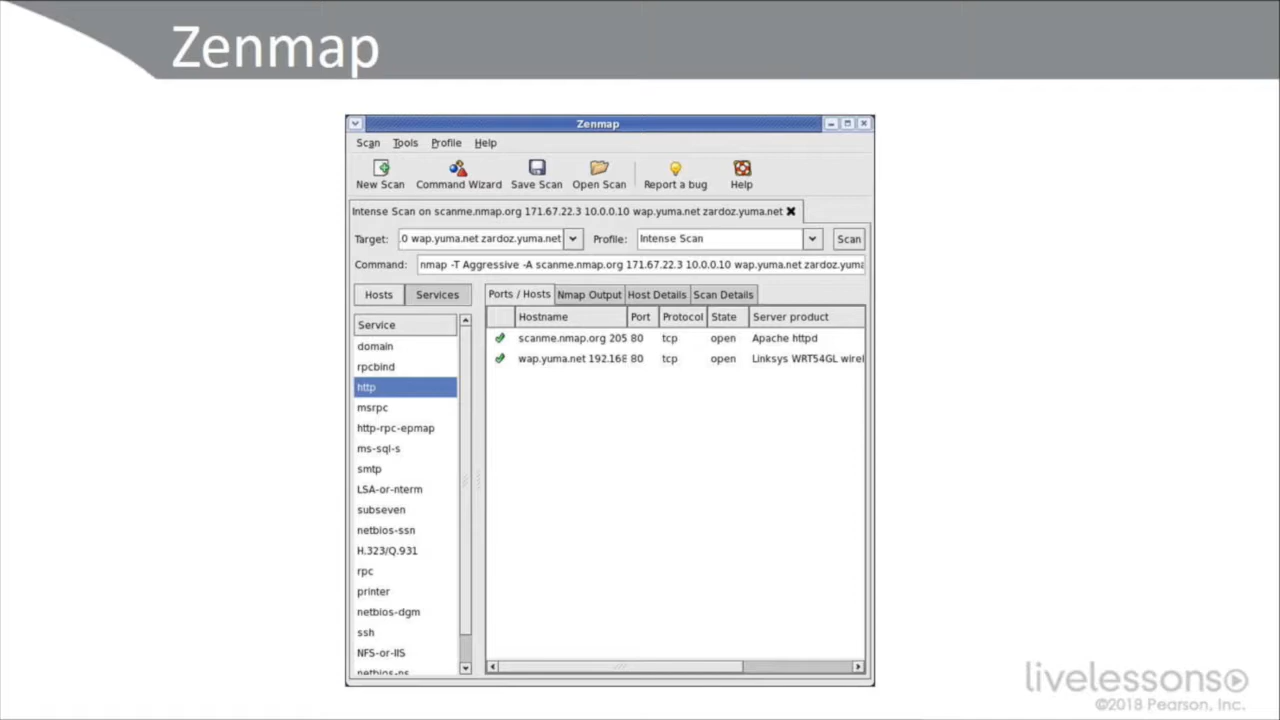 Zenmap
Zenmap
Scan Tools Profile Help
New Scan Command Wizard Save Scan Open Scan Report a bug Help
Intense Scan on scanme.nmap.org 171.67.22.3 10.0.0.10 wap.yuma.net zardoz.yuma.net
Target: .0 wap.yuma.net zardoz.yuma.net Profile: Intense Scan Scan
Command: nmap -T Aggressive -A scanme.nmap.org 171.67.22.3 10.0.0.10 wap.yuma.net zardoz.yuma
Hosts Services Ports / Hosts Nmap Output Host Details Scan Details
Hostname Port Protocol State Server product
scanme.nmap.org 205 80 tcp open Apache httpd
wap.yuma.net 192.168 80 tcp open Linksys WRT54GL wirel
Service
domain
rpcbind
http
msrpc
http-rpc-epmap
ms-sql-s
smtp
LSA-or-nterm
subseven
netbios-ssn
H.323/Q.931
rpc
printer
netbios-dgm
ssh
NFS-or-IIS
netbios-ns
livelessons
©2018 Pearson, Inc.